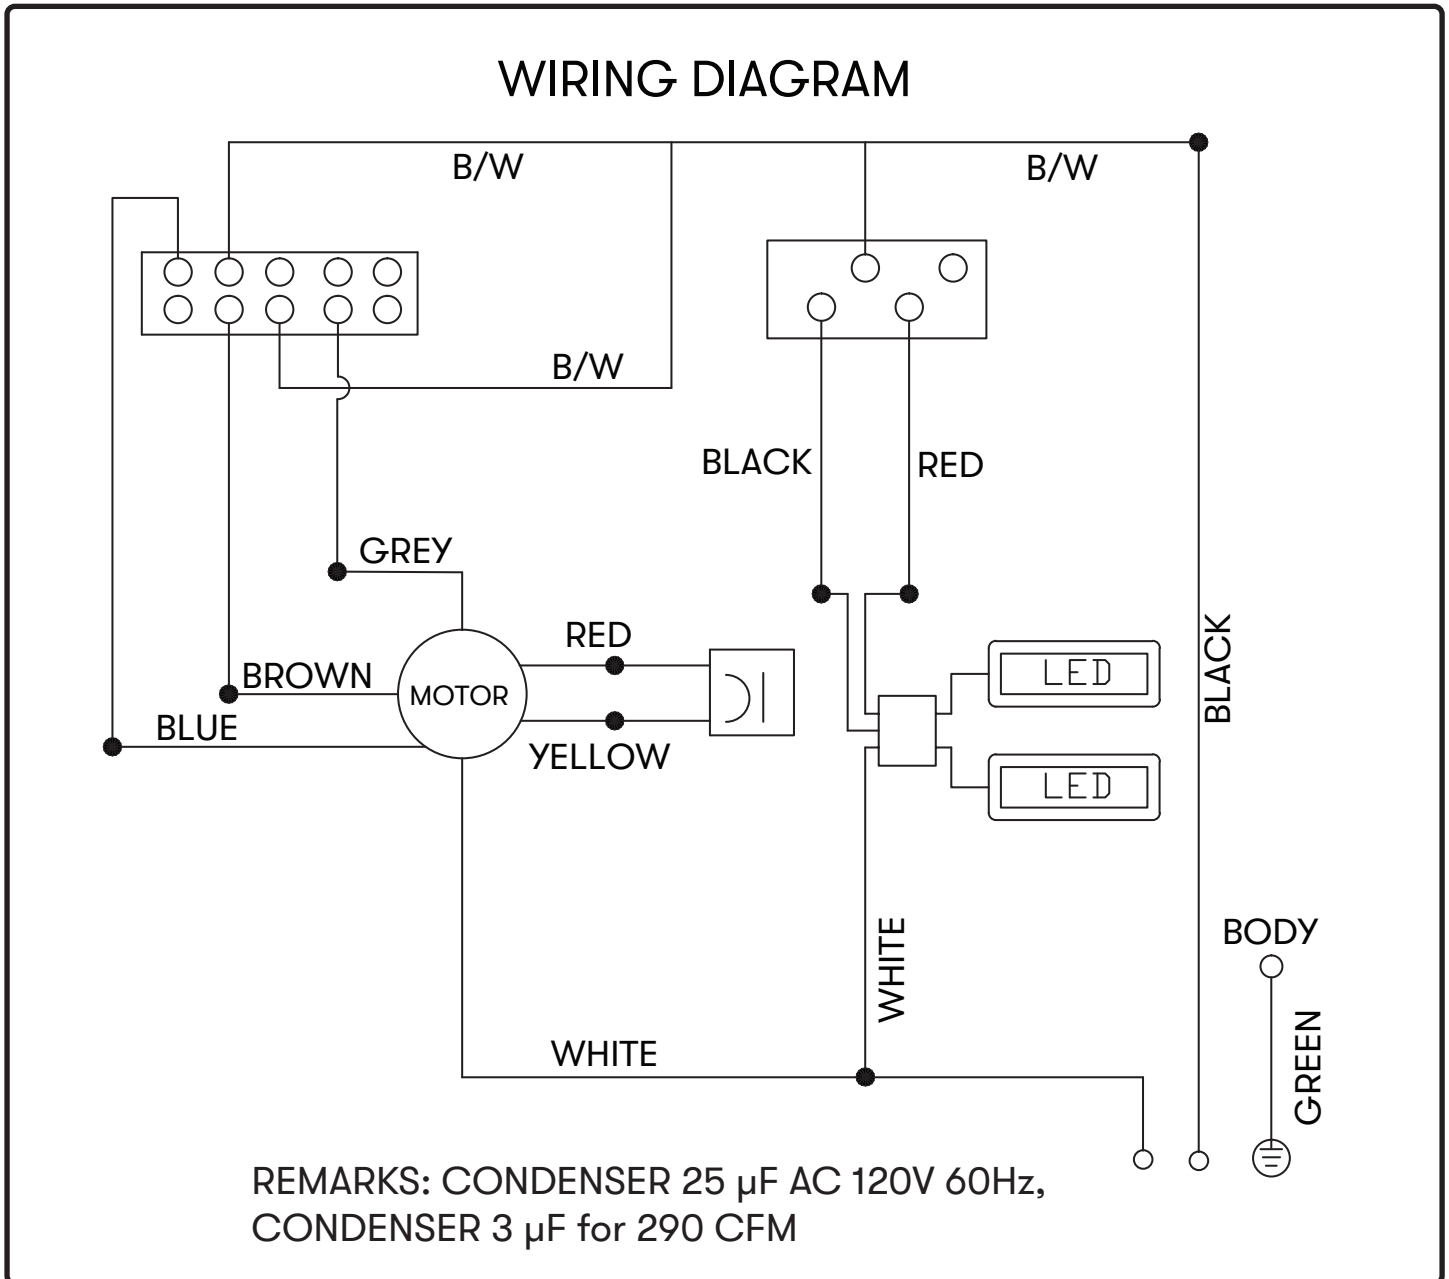 WIRING DIAGRAM
B/W
B/W
B/W
BLACK
RED
GREY
RED
BROWN
MOTOR
LED
BLACK
BLUE
YELLOW
LED
WHITE
BODY
WHITE
GREEN
REMARKS: CONDENSER 25 µF AC 120V 60Hz,
CONDENSER 3 µF for 290 CFM